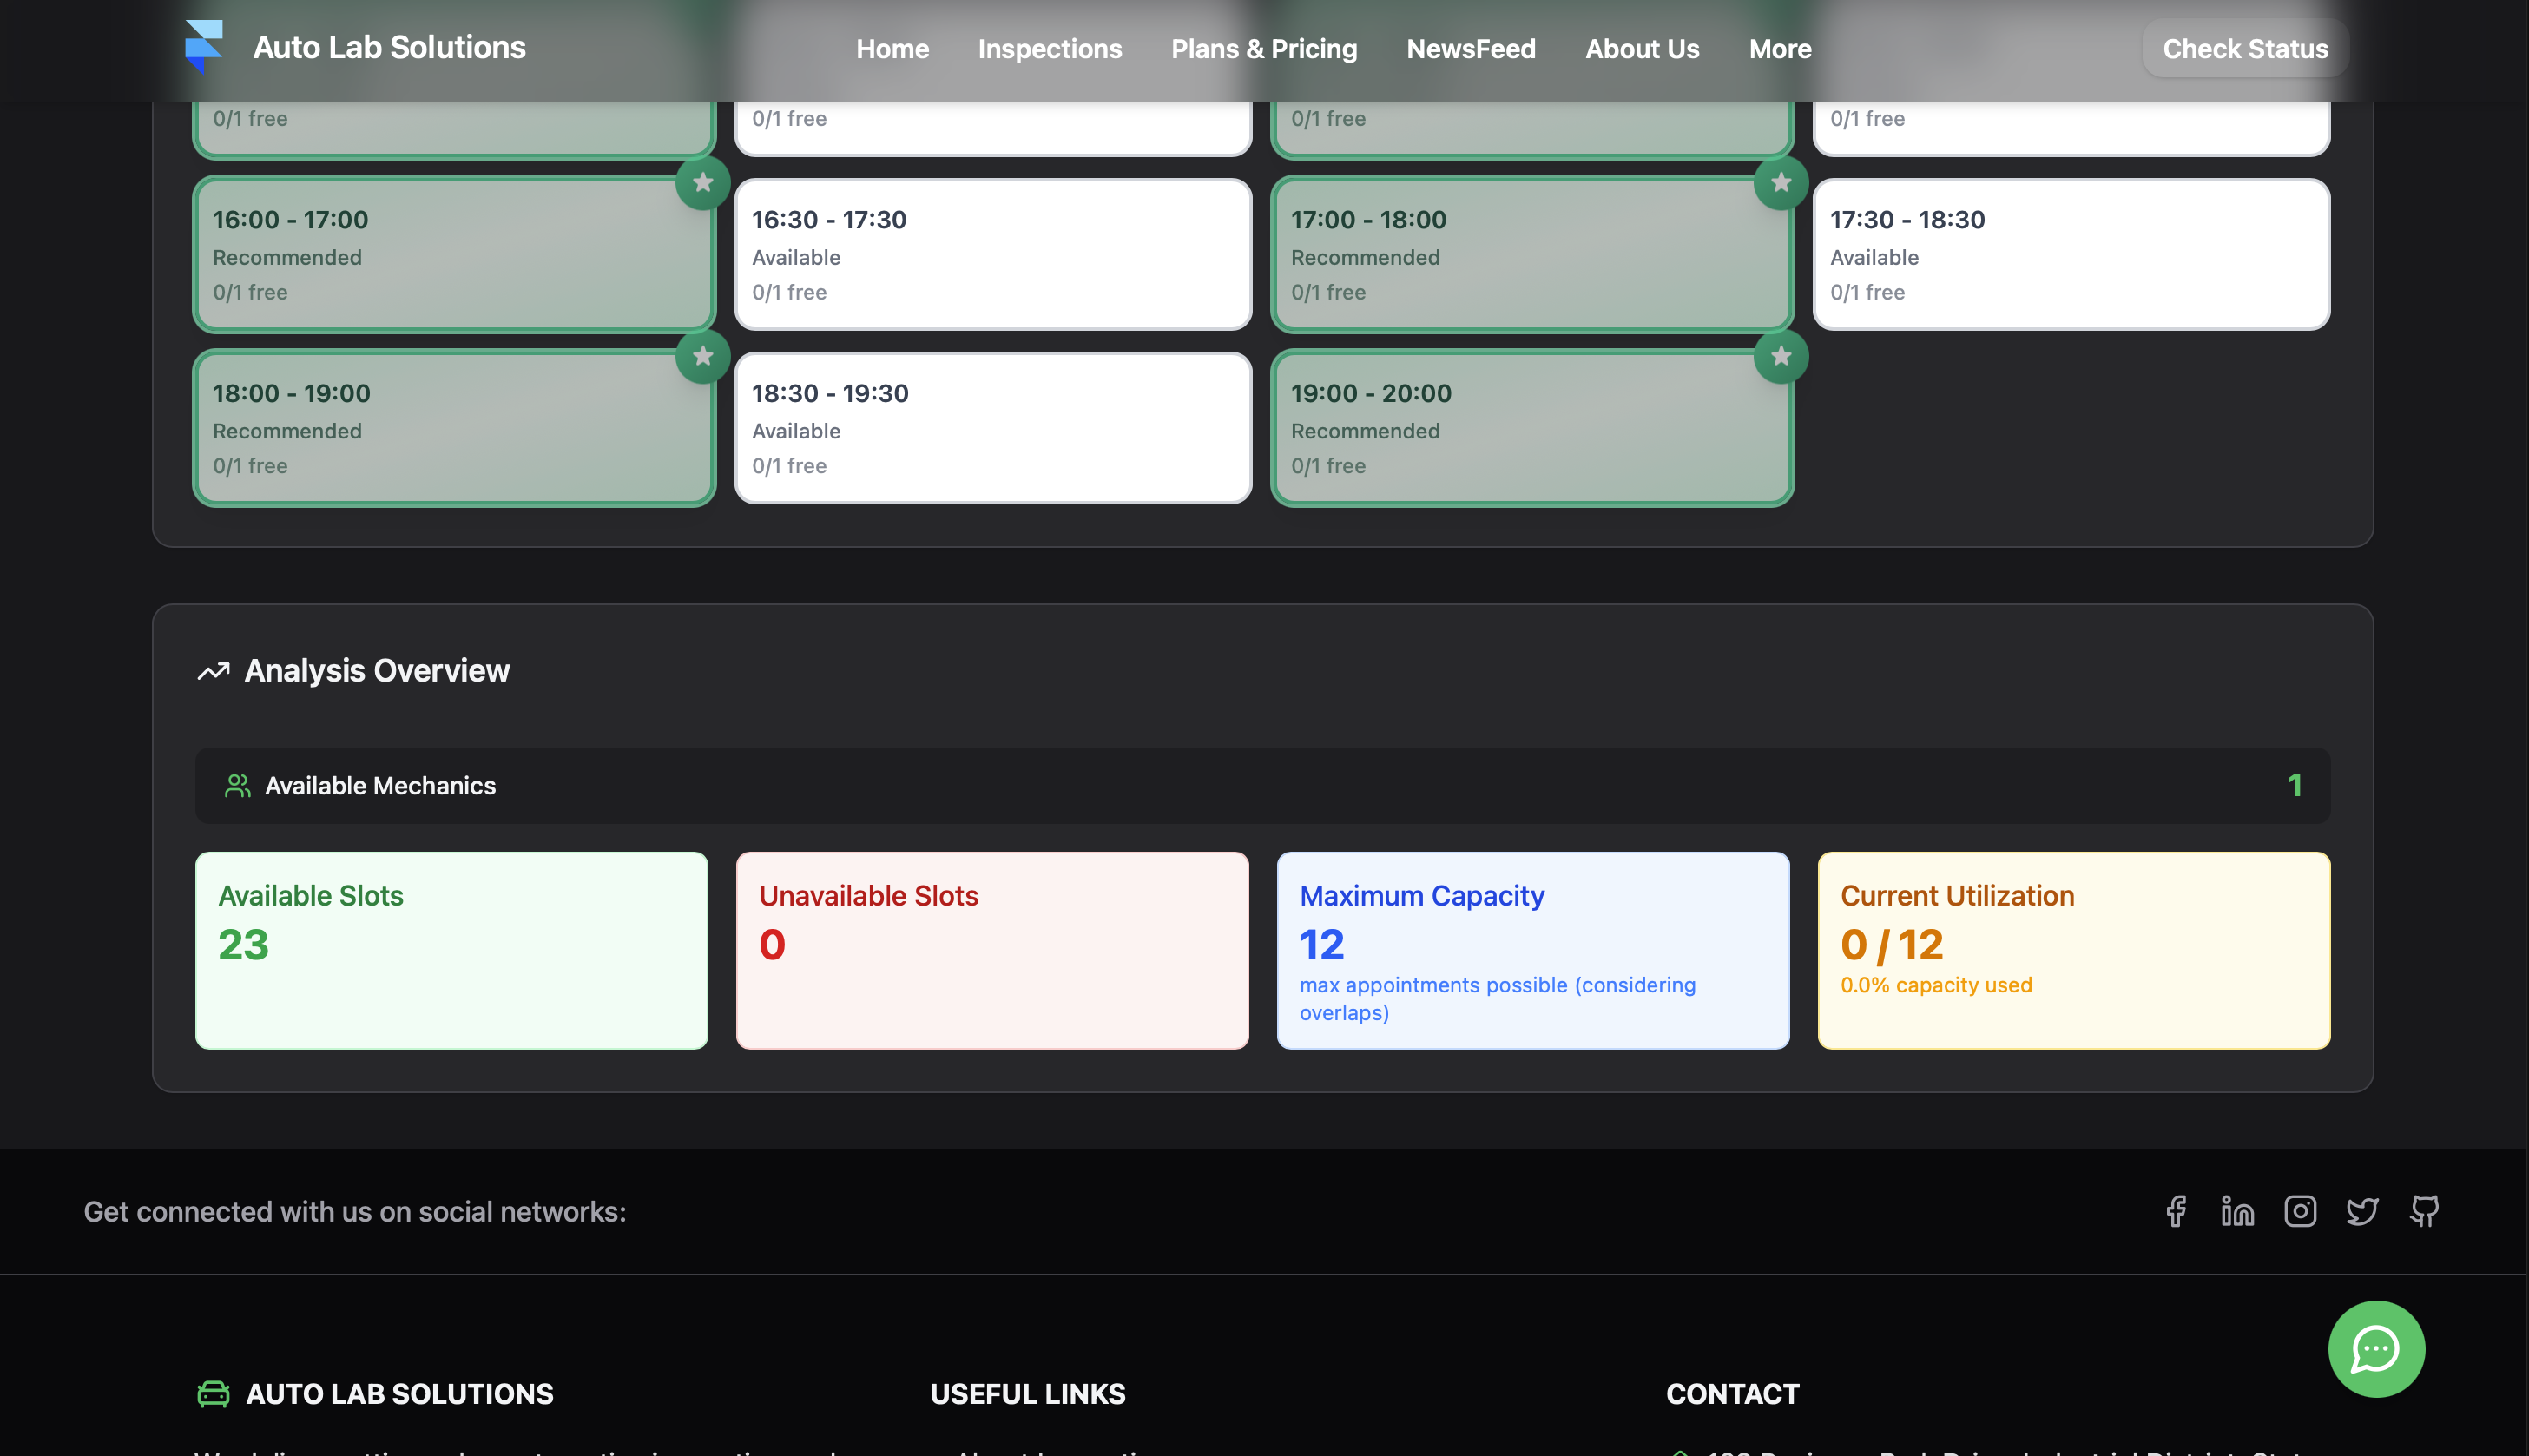 Auto Lab Solutions
Home Inspections Plans & Pricing NewsFeed About Us More
Check Status
0/1 free 0/1 free 0/1 free 0/1 free
16:00 - 17:00 16:30 - 17:30 17:00 - 18:00 17:30 - 18:30
Recommended Available Recommended Available
0/1 free 0/1 free 0/1 free 0/1 free
18:00 - 19:00 18:30 - 19:30 19:00 - 20:00
Recommended Available Recommended
0/1 free 0/1 free 0/1 free
Analysis Overview
Available Mechanics 1
Available Slots
23
Unavailable Slots
0
Maximum Capacity
12
max appointments possible (considering
overlaps)
Current Utilization
0 / 12
0.0% capacity used
Get connected with us on social networks:
AUTO LAB SOLUTIONS USEFUL LINKS CONTACT